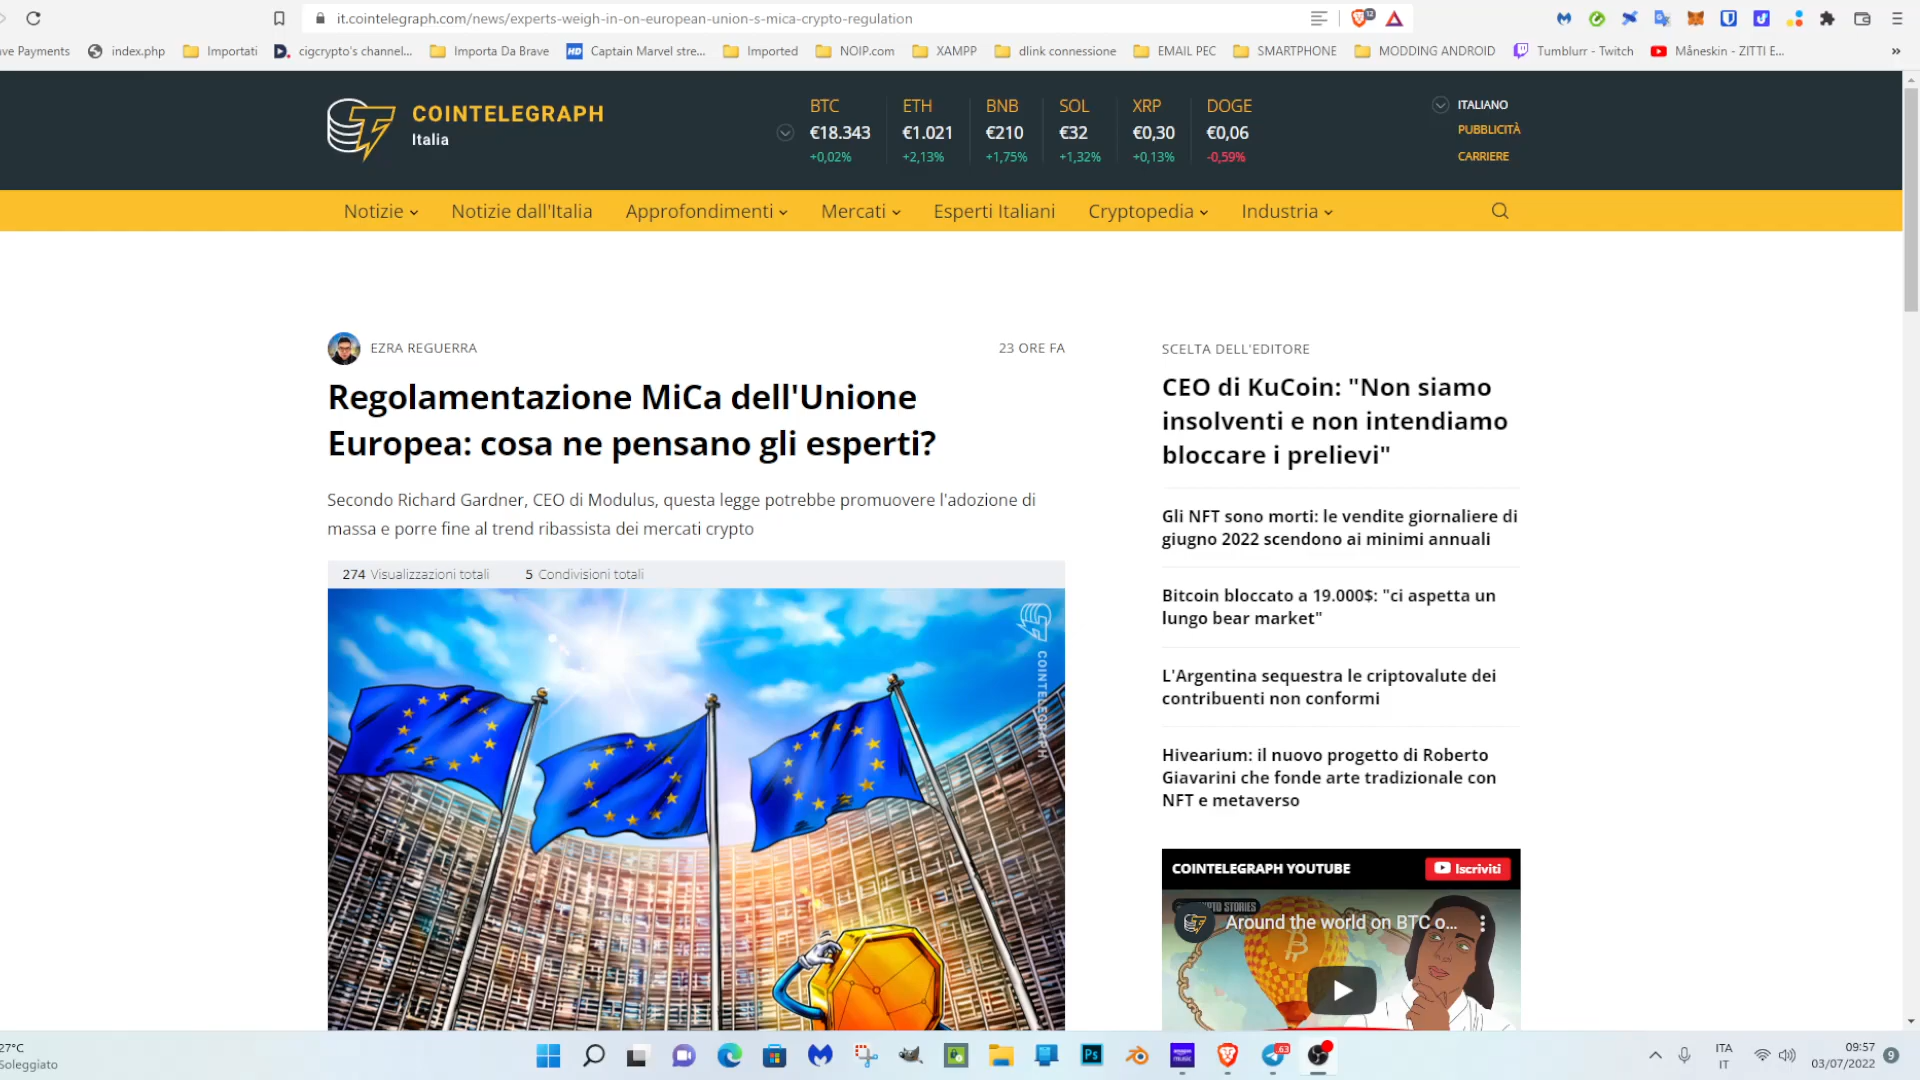 it.cointelegraph.com/news/experts-weigh-in-on-european-union-s-mica-crypto-regulation
12
ve Payments
index.php
Importati
cigcrypto's channel...
Importa Da Brave
HD
Captain Marvel stre...
Imported
NOIP.com
XAMPP
dlink connessione
EMAIL PEC
SMARTPHONE
MODDING ANDROID
Tumblurr - Twitch
Måneskin - ZITTI E...
COINTELEGRAPH
Italia
BTC ETH BNB SOL XRP DOGE
€18.343 €1.021 €210 €32 €0,30 €0,06
+0,02% +2,13% +1,75% +1,32% +0,13% -0,59%
ITALIANO
PUBBLICITÀ
CARRIERE
Notizie Notizie dall'Italia Approfondimenti Mercati Esperti Italiani Cryptopedia Industria
EZRA REGUERRA
23 ORE FA
Regolamentazione MiCa dell'Unione
Europea: cosa ne pensano gli esperti?
Secondo Richard Gardner, CEO di Modulus, questa legge potrebbe promuovere l'adozione di
massa e porre fine al trend ribassista dei mercati crypto
274 Visualizzazioni totali 5 Condivisioni totali
COINTELEGRAPH
SCELTA DELL'EDITORE
CEO di KuCoin: "Non siamo
insolventi e non intendiamo
bloccare i prelievi"
Gli NFT sono morti: le vendite giornaliere di
giugno 2022 scendono ai minimi annuali
Bitcoin bloccato a 19.000$: "ci aspetta un
lungo bear market"
L'Argentina sequestra le criptovalute dei
contribuenti non conformi
Hivearium: il nuovo progetto di Roberto
Giavarini che fonde arte tradizionale con
NFT e metaverso
COINTELEGRAPH YOUTUBE
Iscriviti
STORIES
Around the world on BTC o...
27°C
Soleggiato
Ps
63
ITA
IT
09:57
03/07/2022
9